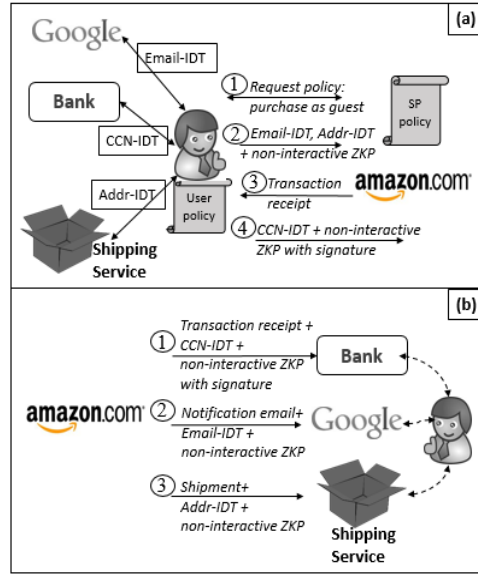 (a)
Google
Email-IDT
Bank
CCN-IDT
Addr-IDT
Shipping
Service
User
policy
1 Request policy:
purchase as guest
SP
policy
2 Email-IDT, Addr-IDT
+ non-interactive ZKP
3 Transaction
receipt
amazon.com
4 CCN-IDT + non-interactive
ZKP with signature
(b)
amazon.com
1 Transaction receipt +
CCN-IDT +
non-interactive ZKP
with signature
Bank
2 Notification email+
Email-IDT +
non-interactive ZKP
Google
3 Shipment+
Addr-IDT +
non-interactive ZKP
Shipping
Service